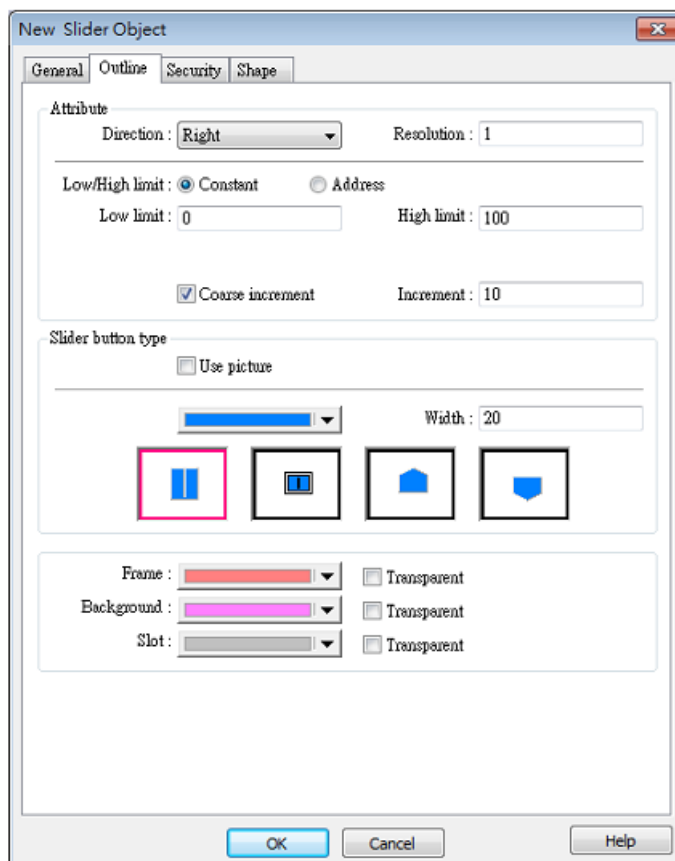 New Slider Object
General Outline Security Shape
Attribute
Direction : Right Resolution : 1
Low/High limit : Constant Address
Low limit : 0 High limit : 100
Coarse increment Increment : 10
Slider button type
Use picture
Width : 20
Frame : Transparent
Background : Transparent
Slot : Transparent
OK Cancel Help